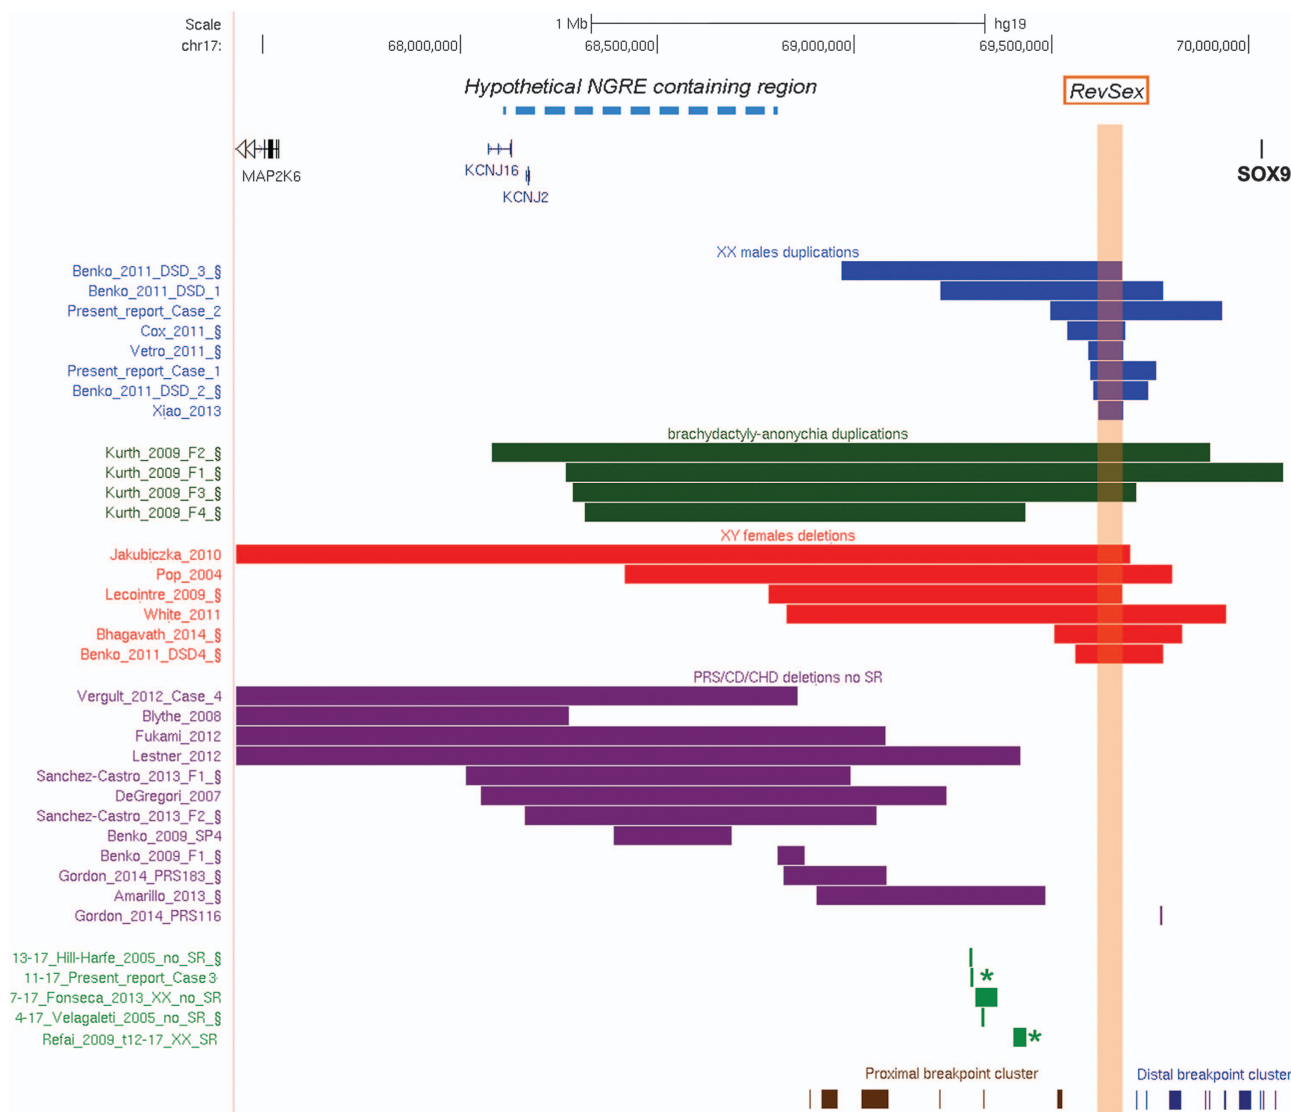 Scale 1 Mb hg19
chr17: 68,000,000 68,500,000 69,000,000 69,500,000 70,000,000
Hypothetical NGRE containing region RevSex
MAP2K6 KCNJ16 SOX9
KCNJ2
XX males duplications
Benko_2011_DSD_3_§
Benko_2011_DSD_1
Present_report_Case_2
Cox_2011_§
Vetro_2011_§
Present_report_Case_1
Benko_2011_DSD_2_§
Xiao_2013
brachydactyly-anonychia duplications
Kurth_2009_F2_§
Kurth_2009_F1_§
Kurth_2009_F3_§
Kurth_2009_F4_§
XY females deletions
Jakubiczka_2010
Pop_2004
Lecointre_2009_§
White_2011
Bhagavath_2014_§
Benko_2011_DSD4_§
PRS/CD/CHD deletions no SR
Vergult_2012_Case_4
Blythe_2008
Fukami_2012
Lestner_2012
Sanchez-Castro_2013_F1_§
DeGregori_2007
Sanchez-Castro_2013_F2_§
Benko_2009_SP4
Benko_2009_F1_§
Gordon_2014_PRS183_§
Amarillo_2013_§
Gordon_2014_PRS116
13-17_Hill-Harfe_2005_no_SR_§
11-17_Present_report_Case3 *
7-17_Fonseca_2013_XX_no_SR
4-17_Velagaleti_2005_no_SR_§
Refai_2009_t12-17_XX_SR *
Proximal breakpoint cluster Distal breakpoint cluster